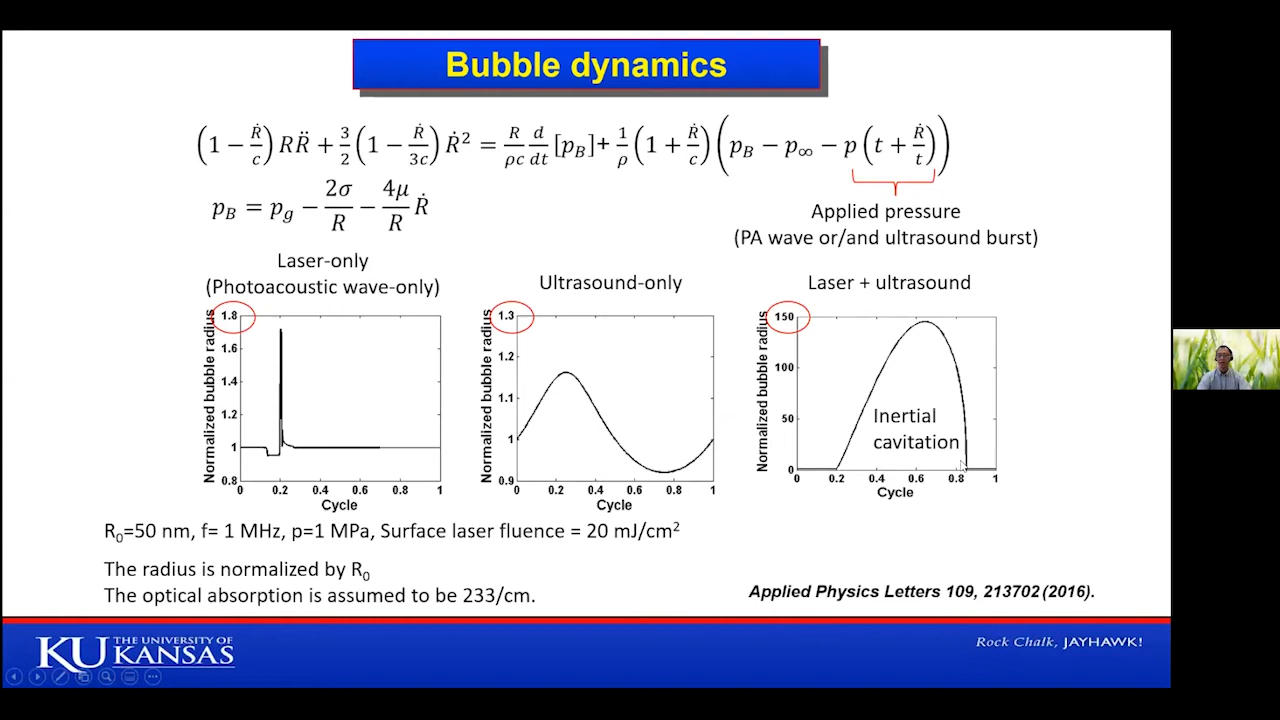 Bubble dynamics
(1 − Ṙ/c) RR̈ + 3/2 (1 − Ṙ/3c) Ṙ² = R/ρc d/dt [p_B]+ 1/ρ (1 + Ṙ/c) (p_B − p_∞ − p (t + Ṙ/t))
p_B = p_g − 2σ/R − 4μ/R Ṙ
Applied pressure
(PA wave or/and ultrasound burst)
Laser-only
(Photoacoustic wave-only)
Normalized bubble radius
1.8
1.6
1.4
1.2
1
0.8
0 0.2 0.4 0.6 0.8 1
Cycle
Ultrasound-only
Normalized bubble radius
1.3
1.2
1.1
1
0.9
0 0.2 0.4 0.6 0.8 1
Cycle
Laser + ultrasound
Normalized bubble radius
150
100
50
0
Inertial
cavitation
0 0.2 0.4 0.6 0.8 1
Cycle
R₀=50 nm, f= 1 MHz, p=1 MPa, Surface laser fluence = 20 mJ/cm²
The radius is normalized by R₀
The optical absorption is assumed to be 233/cm.
Applied Physics Letters 109, 213702 (2016).
KU THE UNIVERSITY OF
KANSAS
Rock Chalk, JAYHAWK!